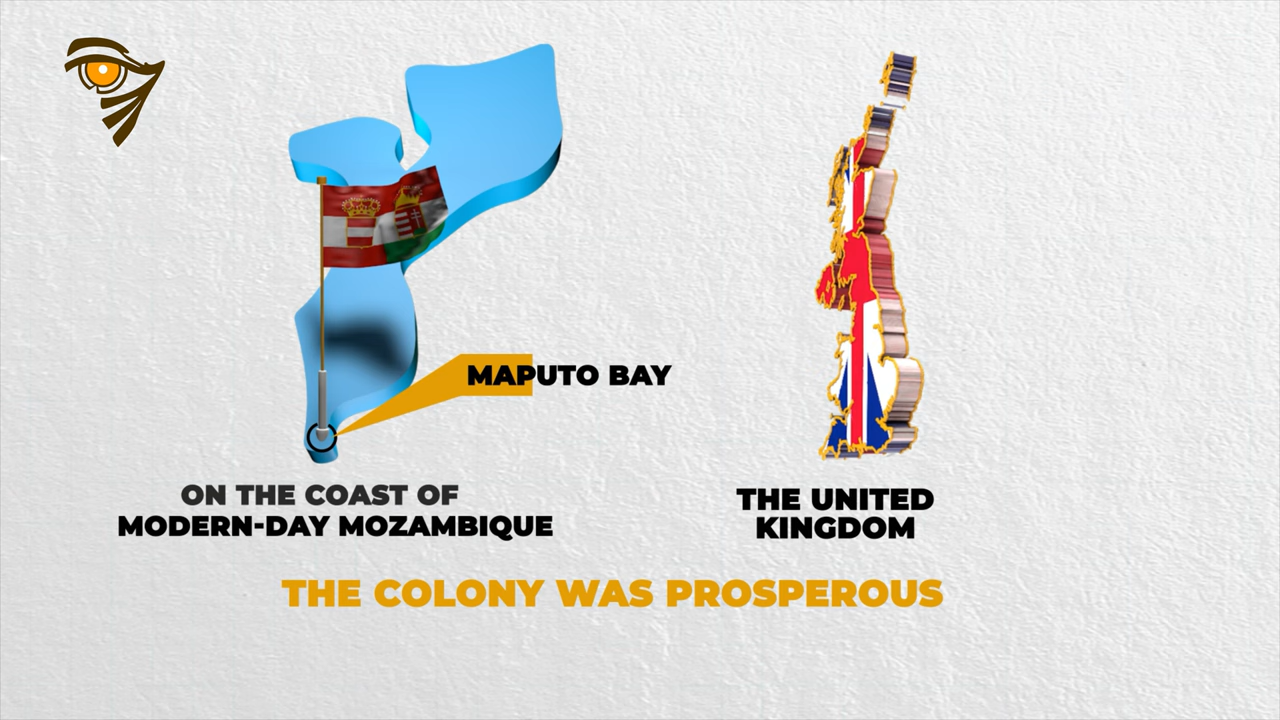 MAPUTO BAY
ON THE COAST OF
MODERN-DAY MOZAMBIQUE
THE UNITED
KINGDOM
THE COLONY WAS PROSPEROUS